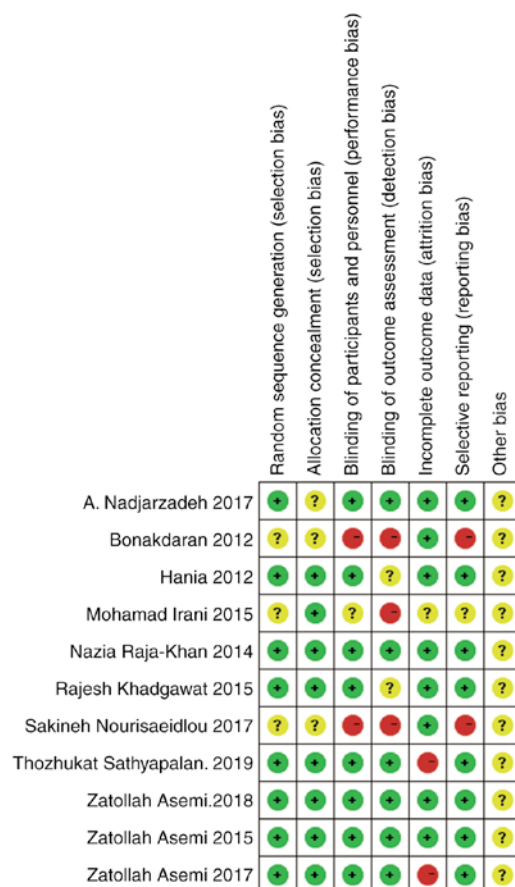 Random sequence generation (selection bias)
Allocation concealment (selection bias)
Blinding of participants and personnel (performance bias)
Blinding of outcome assessment (detection bias)
Incomplete outcome data (attrition bias)
Selective reporting (reporting bias)
Other bias
A. Nadjarzadeh 2017 + ? + + + + ?
Bonakdaran 2012 ? ? - - + - ?
Hania 2012 + + + ? + + ?
Mohamad Irani 2015 ? + ? - ? ? ?
Nazia Raja-Khan 2014 + + + + + + ?
Rajesh Khadgawat 2015 + + + ? + + ?
Sakineh Nourisaeidlou 2017 ? ? - - + - ?
Thozhukat Sathyapalan. 2019 + + + + - + ?
Zatollah Asemi.2018 + + + + + + ?
Zatollah Asemi 2015 + + + + + + ?
Zatollah Asemi 2017 + + + + - + ?